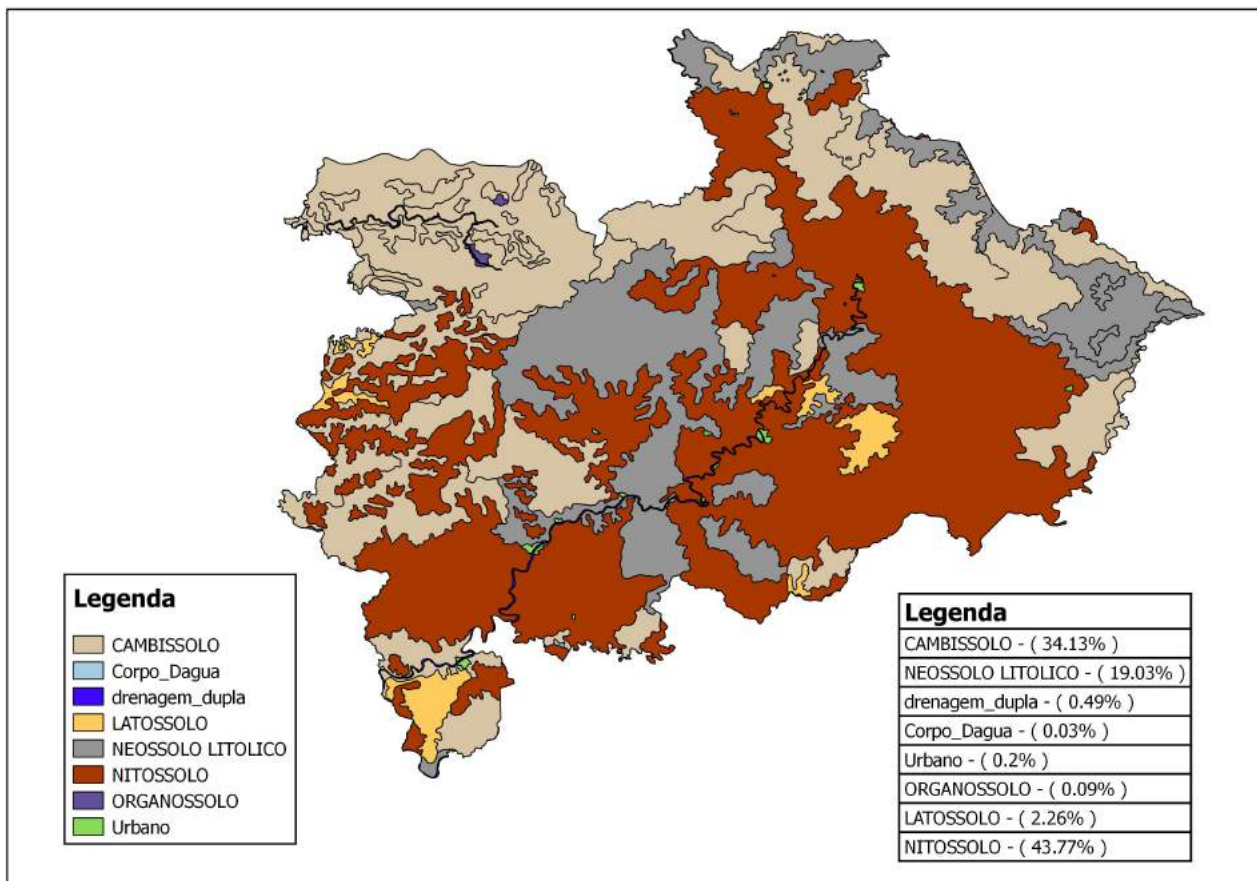 Legenda
CAMBISSOLO
Corpo_Dagua
drenagem_dupla
LATOSSOLO
NEOSSOLO LITOLICO
NITOSSOLO
ORGANOSSOLO
Urbano
Legenda
CAMBISSOLO - ( 34.13% )
NEOSSOLO LITOLICO - ( 19.03% )
drenagem_dupla - ( 0.49% )
Corpo_Dagua - ( 0.03% )
Urbano - ( 0.2% )
ORGANOSSOLO - ( 0.09% )
LATOSSOLO - ( 2.26% )
NITOSSOLO - ( 43.77% )